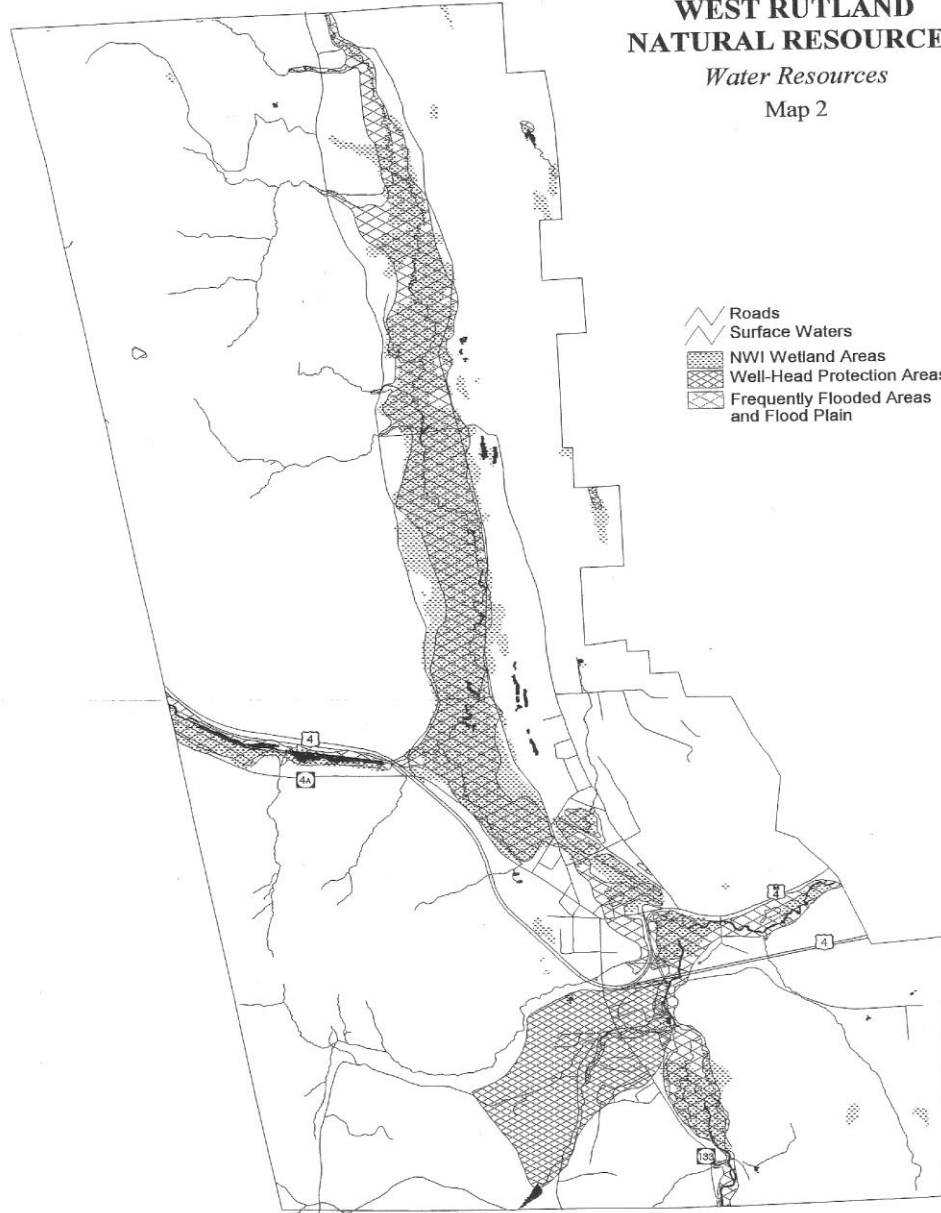 WEST RUTLAND
NATURAL RESOURCE
Water Resources
Map 2
Roads
Surface Waters
NWI Wetland Areas
Well-Head Protection Areas
Frequently Flooded Areas
and Flood Plain
4
4A
4
4
133